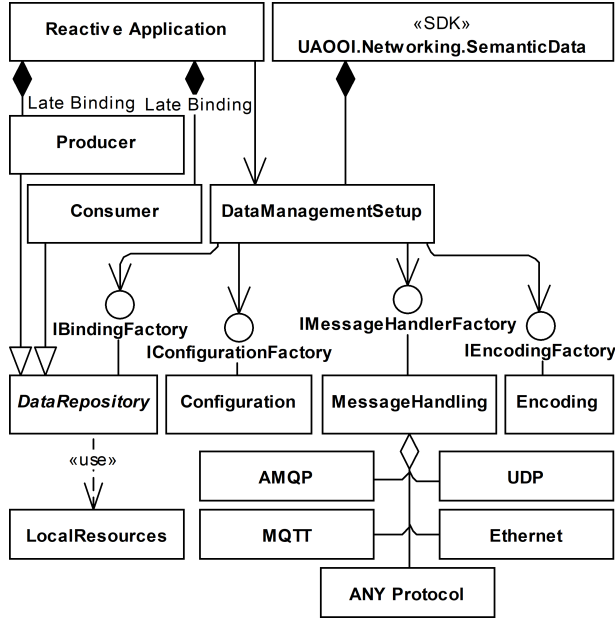 Reactive Application
«SDK»
UAOOI.Networking.SemanticData
Late Binding
Late Binding
Producer
Consumer
DataManagementSetup
IBindingFactory
IMessageHandlerFactory
IConfigurationFactory
IEncodingFactory
DataRepository
Configuration
MessageHandling
Encoding
«use»
AMQP
UDP
LocalResources
MQTT
Ethernet
ANY Protocol